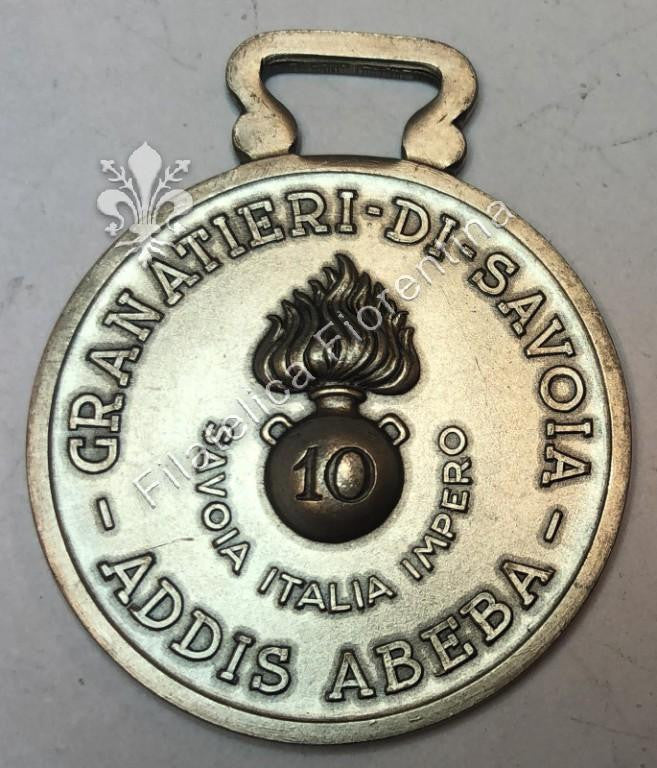 GRANATIERI-DI-SAVOIA
10
SAVOIA ITALIA IMPERO
- ADDIS ABEBA -
Filatelica Fiorentina